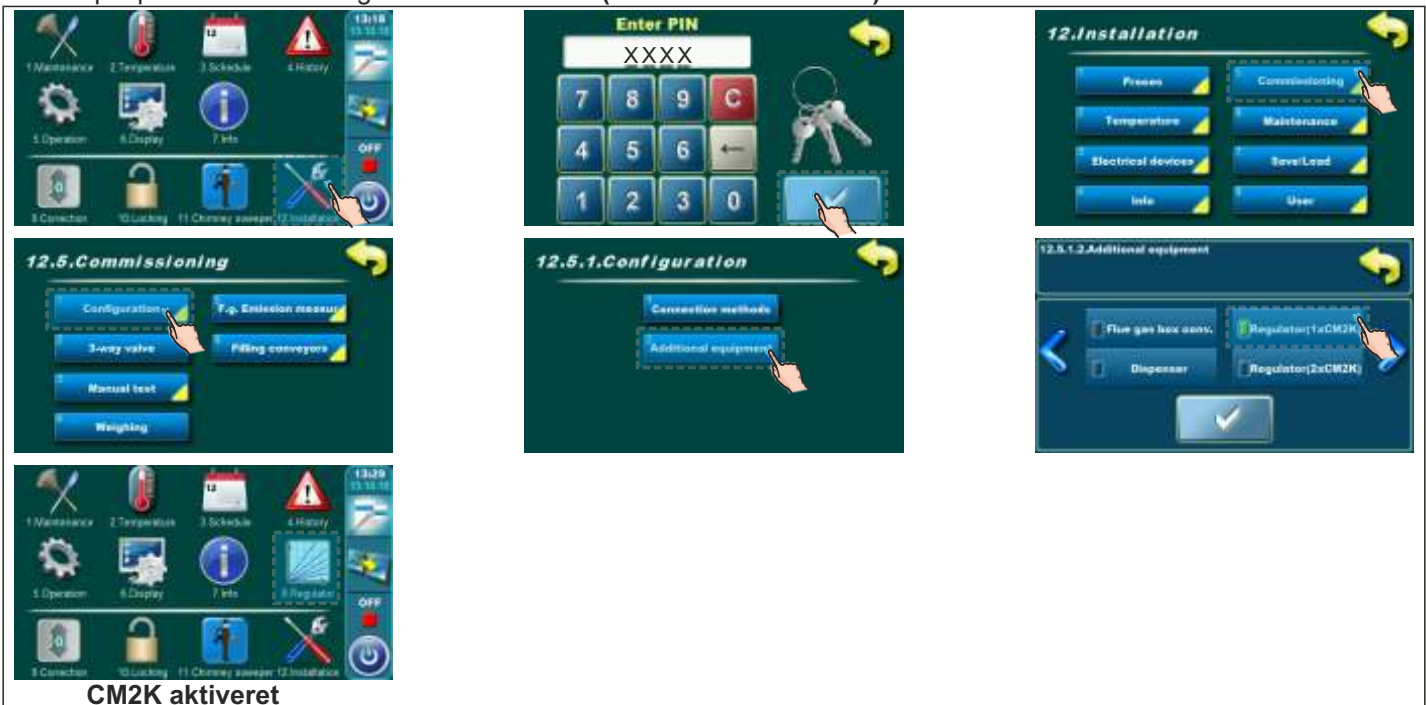 13:18
1.Maintenance 2.Temperature 3.Schedule 4.History
5.Operation 6.Display 7.Info
OFF
9.Correction 10.Locking 11.Chimney sweeper 12.Installation
Enter PIN
XXXX
7 8 9 C
4 5 6 ←
1 2 3 0
12.Installation
Commissioning
Temperature Maintenance
Electrical devices Save/Load
Info User
12.5.Commissioning
Configuration F.g. Emission measur.
3-way valve Filling conveyors
Manual test
Weighing
12.5.1.Configuration
Connection methods
Additional equipment
12.5.1.2.Additional equipment
Flue gas box conv. Regulator(1xCM2K)
Dispenser Regulator(2xCM2K)
13:29
1.Maintenance 2.Temperature 3.Schedule 4.History
5.Operation 6.Display 7.Info 8.Regulator
OFF
9.Correction 10.Locking 11.Chimney sweeper 12.Installation
CM2K aktiveret